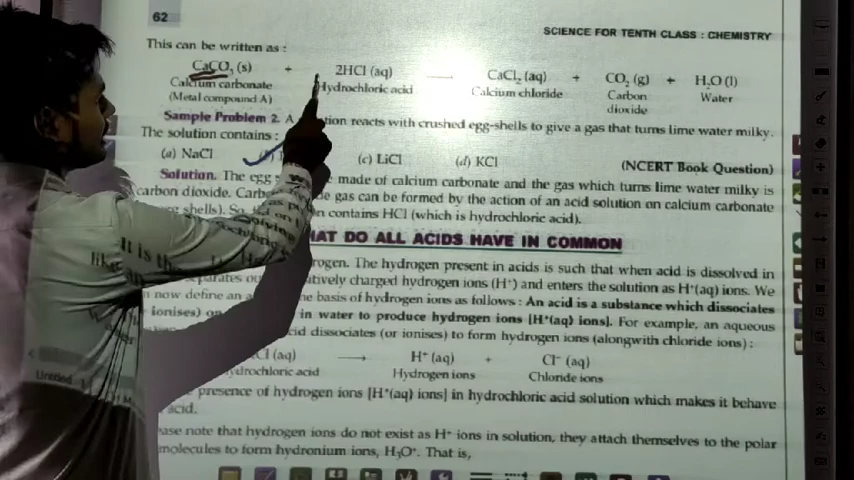 62
SCIENCE FOR TENTH CLASS : CHEMISTRY
This can be written as :
CaCO₃ (s) + 2HCl (aq) ⟶ CaCl₂ (aq) + CO₂ (g) + H₂O (l)
Calcium carbonate Hydrochloric acid Calcium chloride Carbon Water
(Metal compound A) dioxide
Sample Problem 2. A reacts with crushed egg-shells to give a gas that turns lime water milky.
The solution contains :
(a) NaCl (c) LiCl (d) KCl
(NCERT Book Question)
Solution. The egg made of calcium carbonate and the gas which turns lime water milky is
carbon dioxide. gas can be formed by the action of an acid solution on calcium carbonate
contains HCl (which is hydrochloric acid).
DO ALL ACIDS HAVE IN COMMON
The hydrogen present in acids is such that when acid is dissolved in
charged hydrogen ions (H⁺) and enters the solution as H⁺(aq) ions. We
now define an basis of hydrogen ions as follows : An acid is a substance which dissociates
ionises) in water to produce hydrogen ions [H⁺(aq) ions]. For example, an aqueous
dissociates (or ionises) to form hydrogen ions (alongwith chloride ions) :
(aq) ⟶ H⁺ (aq) + Cl⁻ (aq)
acid Hydrogen ions Chloride ions
presence of hydrogen ions [H⁺(aq) ions] in hydrochloric acid solution which makes it behave
acid.
note that hydrogen ions do not exist as H⁺ ions in solution, they attach themselves to the polar
molecules to form hydronium ions, H₃O⁺. That is,